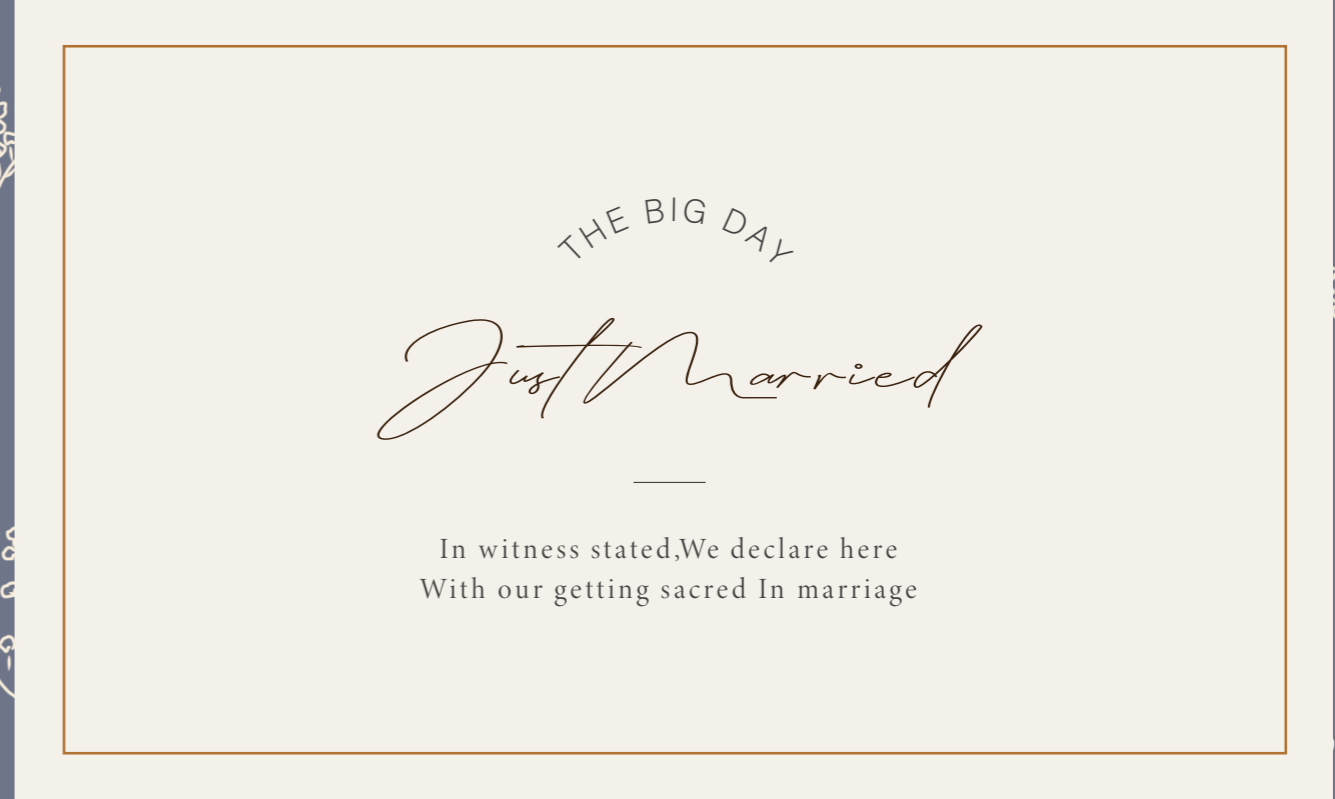 THE BIG DAY
Just Married
In witness stated,We declare here
With our getting sacred In marriage